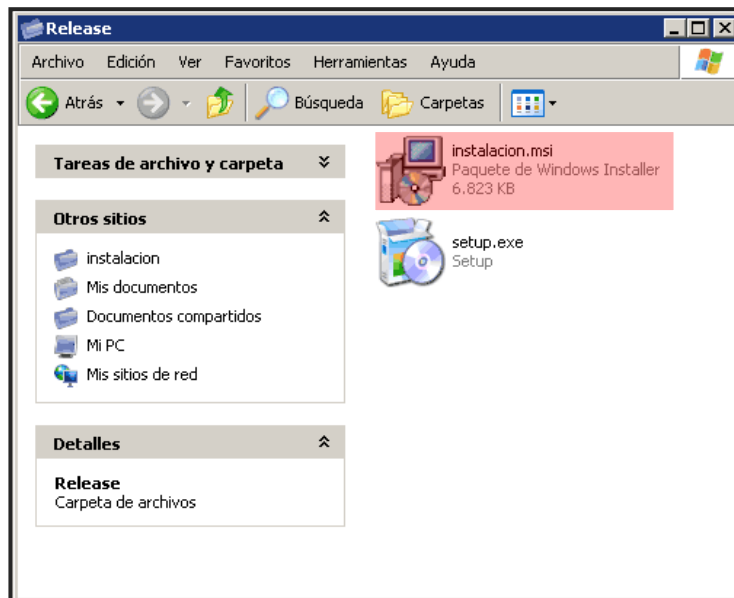 Release
Archivo Edición Ver Favoritos Herramientas Ayuda
Atrás Búsqueda Carpetas
Tareas de archivo y carpeta
Otros sitios
instalacion
Mis documentos
Documentos compartidos
Mi PC
Mis sitios de red
Detalles
Release
Carpeta de archivos
instalacion.msi
Paquete de Windows Installer
6.823 KB
setup.exe
Setup